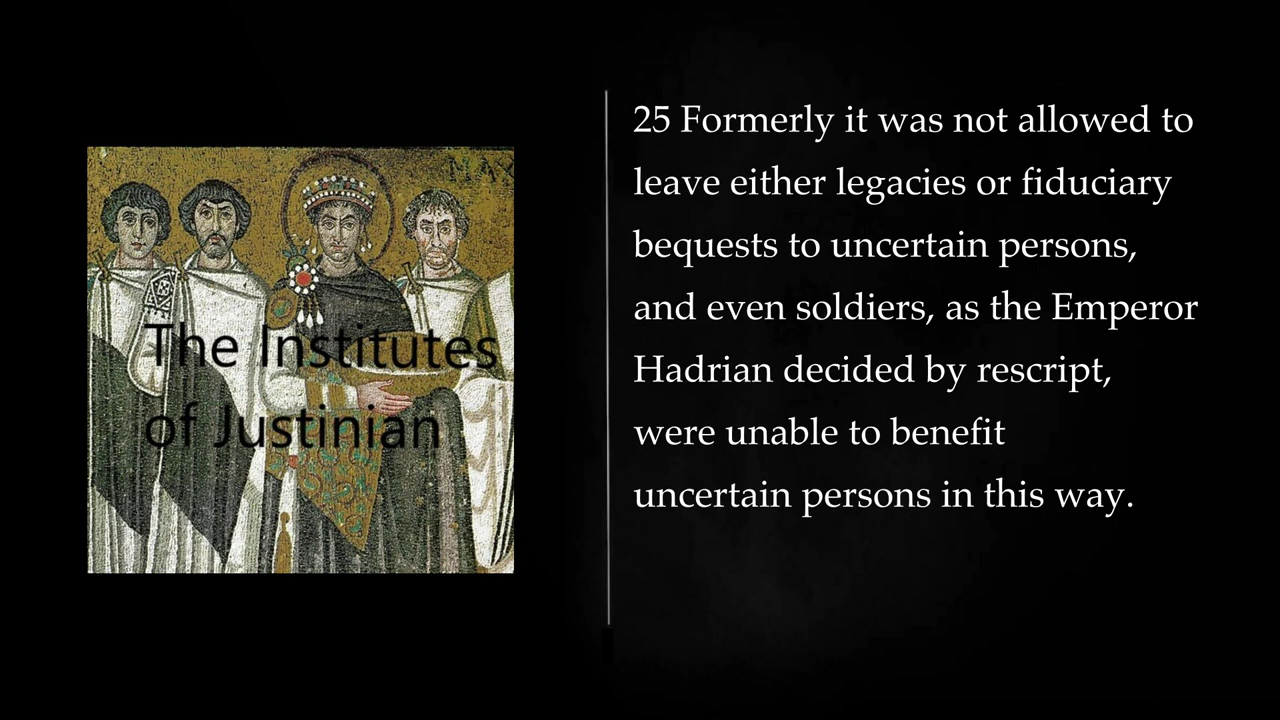 MAX
The Institutes
of Justinian
25 Formerly it was not allowed to
leave either legacies or fiduciary
bequests to uncertain persons,
and even soldiers, as the Emperor
Hadrian decided by rescript,
were unable to benefit
uncertain persons in this way.